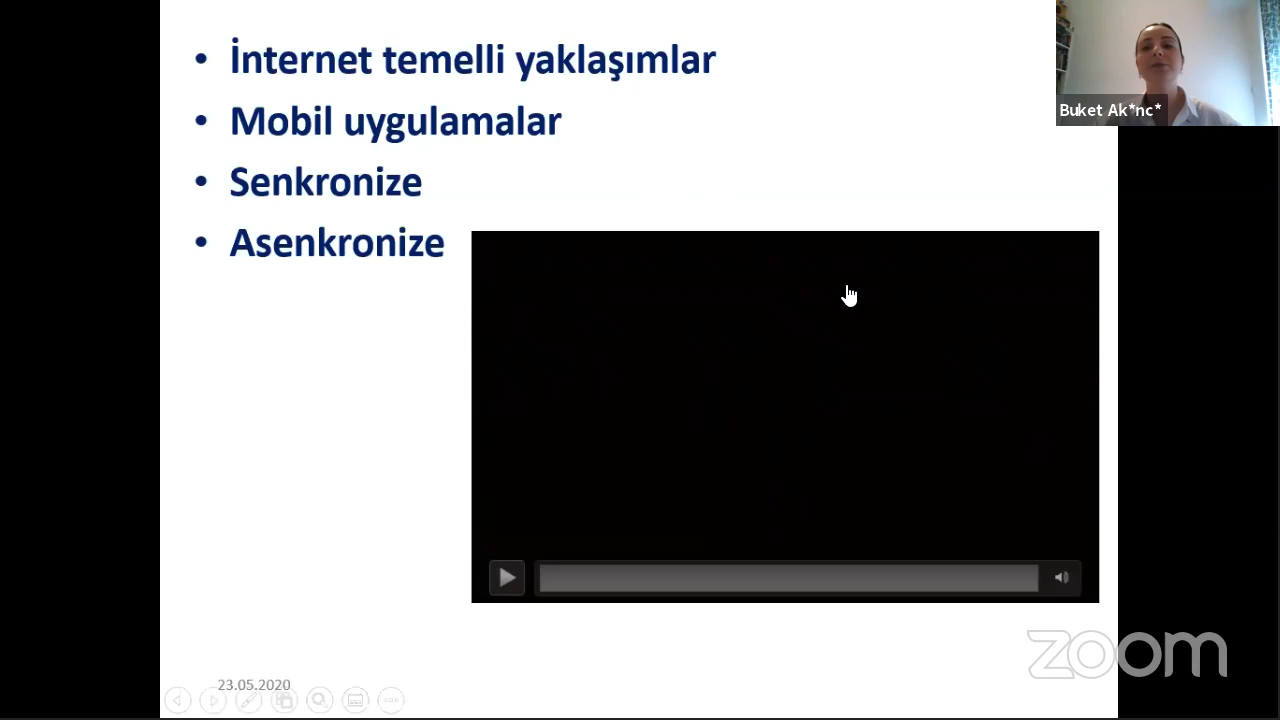 • İnternet temelli yaklaşımlar
• Mobil uygulamalar
• Senkronize
• Asenkronize
Buket Ak*nc*
23.05.2020
zoom